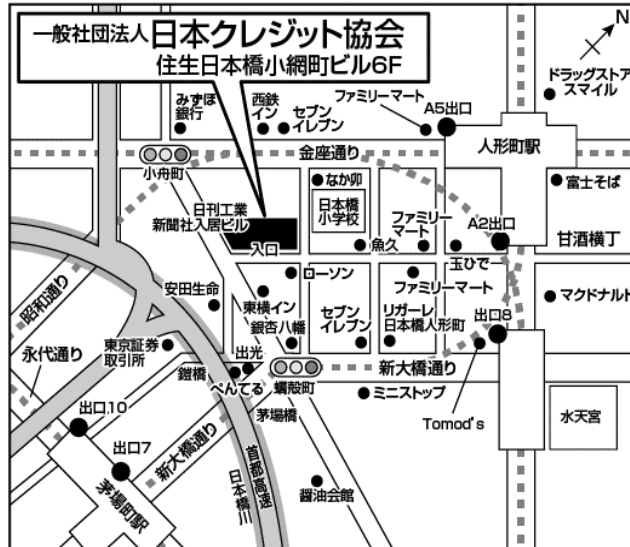 一般社団法人 日本クレジット協会
住生日本橋小網町ビル6F
N
ドラッグストア
スマイル
みずほ
銀行
西鉄
イン
セブン
イレブン
ファミリーマート
A5出口
人形町駅
金座通り
小舟町
なか卯
富士そば
日刊工業
新聞社入居ビル
日本橋
小学校
ファミリー
マート
A2出口
入口
魚久
玉ひで
甘酒横丁
ローソン
ファミリーマート
昭和通り
安田生命
東横イン
銀杏八幡
セブン
イレブン
リガーレ
日本橋人形町
出口8
マクドナルド
永代通り
東京証券
取引所
鎧橋
出光
ぺんてる
蠣殻町
新大橋通り
茅場橋
ミニストップ
Tomod's
水天宮
出口10
出口7
新大橋通り
首都高速
日本橋川
茅場町駅
醤油会館